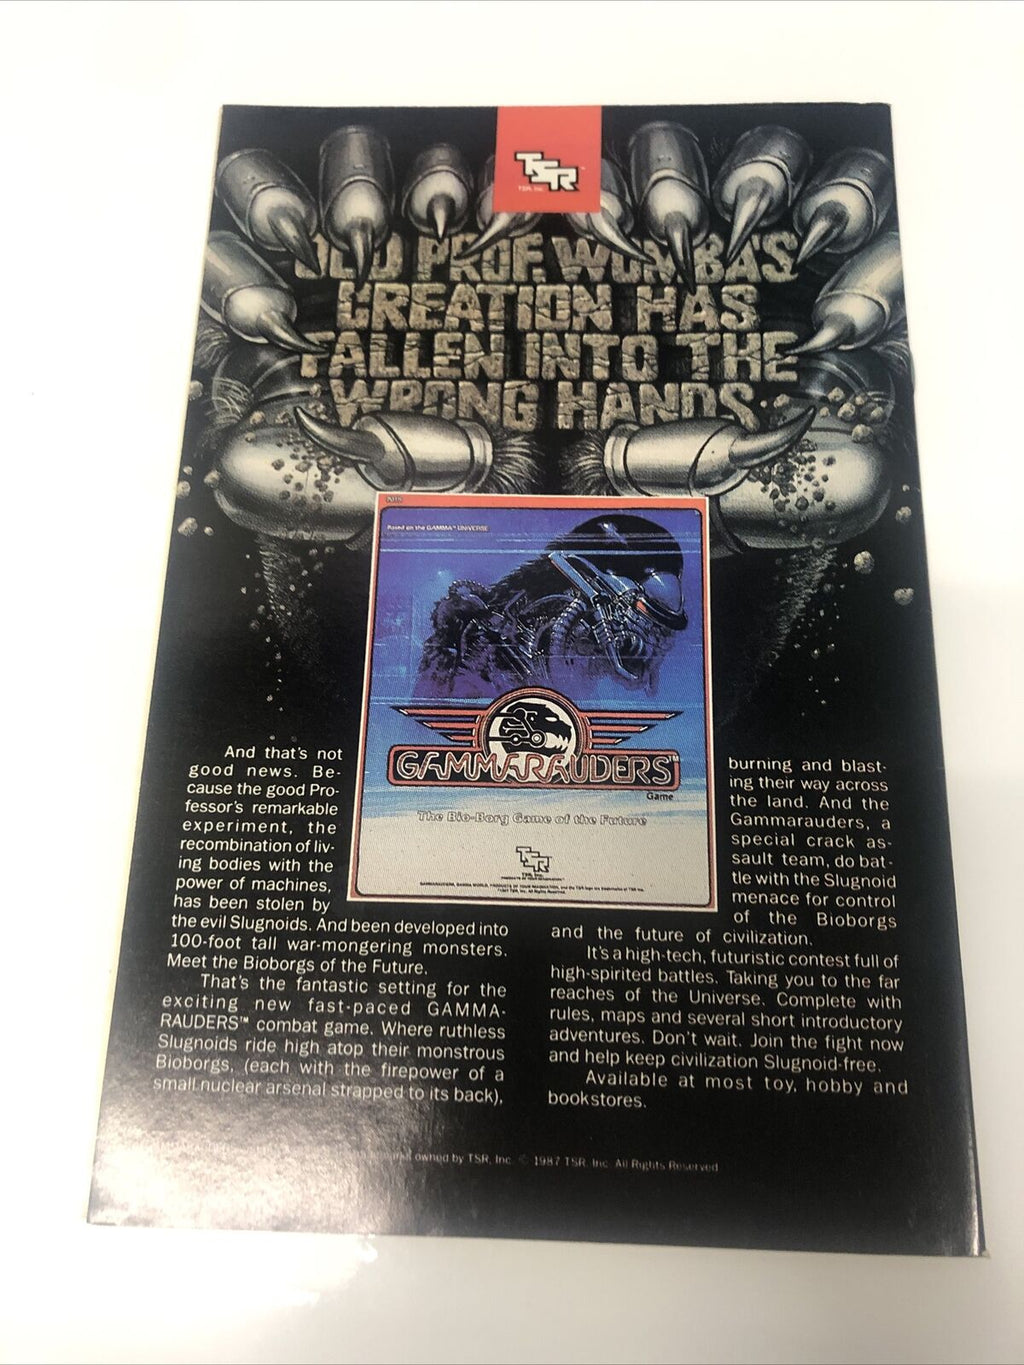 TSR
TSR, Inc.
OLD PROF. WOMBA'S
CREATION HAS
FALLEN INTO THE
WRONG HANDS
Based on the GAMMA™ UNIVERSE
GAMMARAUDERS™
Game
The Bio-Borg Game of the Future
TSR, Inc.
PRODUCTS OF YOUR IMAGINATION™
And that's not
good news. Be-
cause the good Pro-
fessor's remarkable
experiment, the
recombination of liv-
ing bodies with the
power of machines,
has been stolen by
the evil Slugnoids. And been developed into
100-foot tall war-mongering monsters.
Meet the Bioborgs of the Future.
That's the fantastic setting for the
exciting new fast-paced GAMMA-
RAUDERS™ combat game. Where ruthless
Slugnoids ride high atop their monstrous
Bioborgs, (each with the firepower of a
small nuclear arsenal strapped to its back),
burning and blast-
ing their way across
the land. And the
Gammarauders, a
special crack as-
sault team, do bat-
tle with the Slugnoid
menace for control
of the Bioborgs
and the future of civilization.
It's a high-tech, futuristic contest full of
high-spirited battles. Taking you to the far
reaches of the Universe. Complete with
rules, maps and several short introductory
adventures. Don't wait. Join the fight now
and help keep civilization Slugnoid-free.
Available at most toy, hobby and
bookstores.
owned by TSR, Inc. © 1987 TSR, Inc. All Rights Reserved